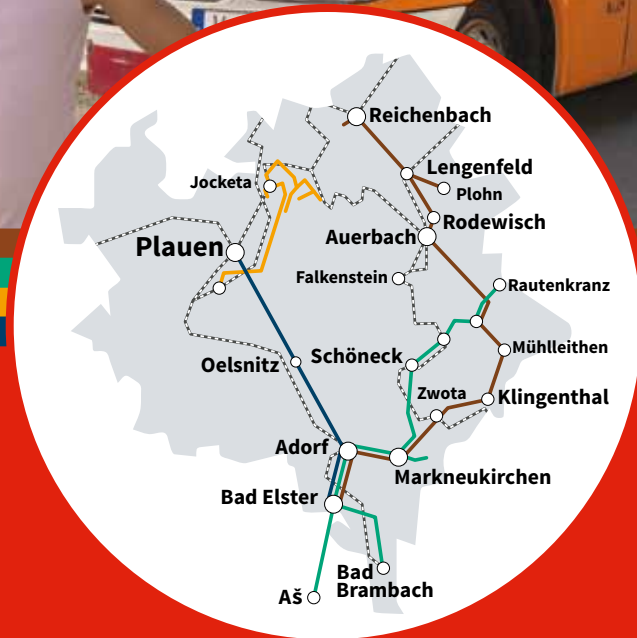 Reichenbach
Lengenfeld
Jocketa
Plohn
Rodewisch
Plauen
Auerbach
Falkenstein
Rautenkranz
Oelsnitz
Schöneck
Mühlleithen
Zwota
Klingenthal
Adorf
Markneukirchen
Bad Elster
Bad
Brambach
Aš